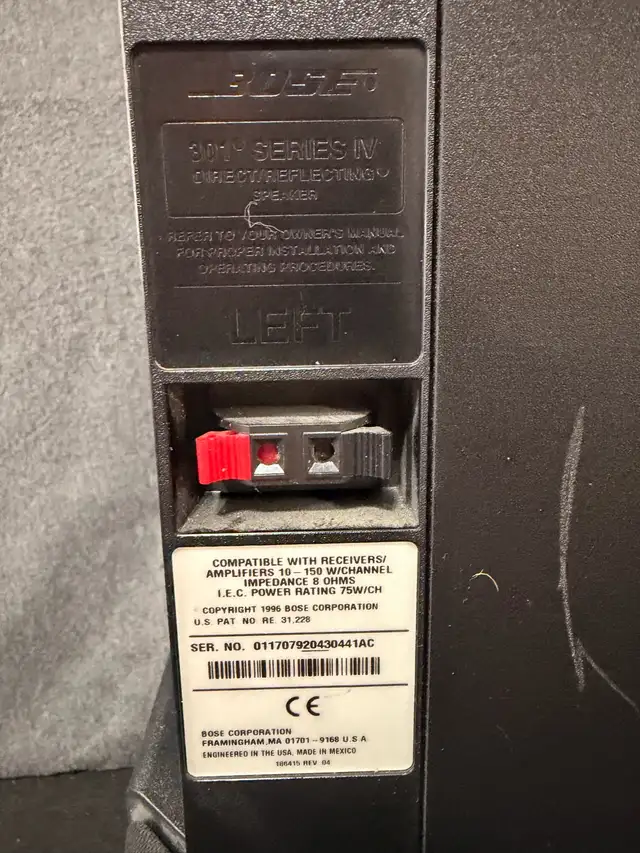 BOSE
301® SERIES IV
DIRECT/REFLECTING®
SPEAKER
REFER TO YOUR OWNER'S MANUAL
FOR PROPER INSTALLATION AND
OPERATING PROCEDURES.
LEFT
COMPATIBLE WITH RECEIVERS/
AMPLIFIERS 10 – 150 W/CHANNEL
IMPEDANCE 8 OHMS
I.E.C. POWER RATING 75W/CH
COPYRIGHT 1996 BOSE CORPORATION
U.S. PAT NO RE. 31,228
SER. NO. 011707920430441AC
CE
BOSE CORPORATION
FRAMINGHAM,MA 01701–9168 U.S A
ENGINEERED IN THE USA, MADE IN MEXICO
186415 REV 04